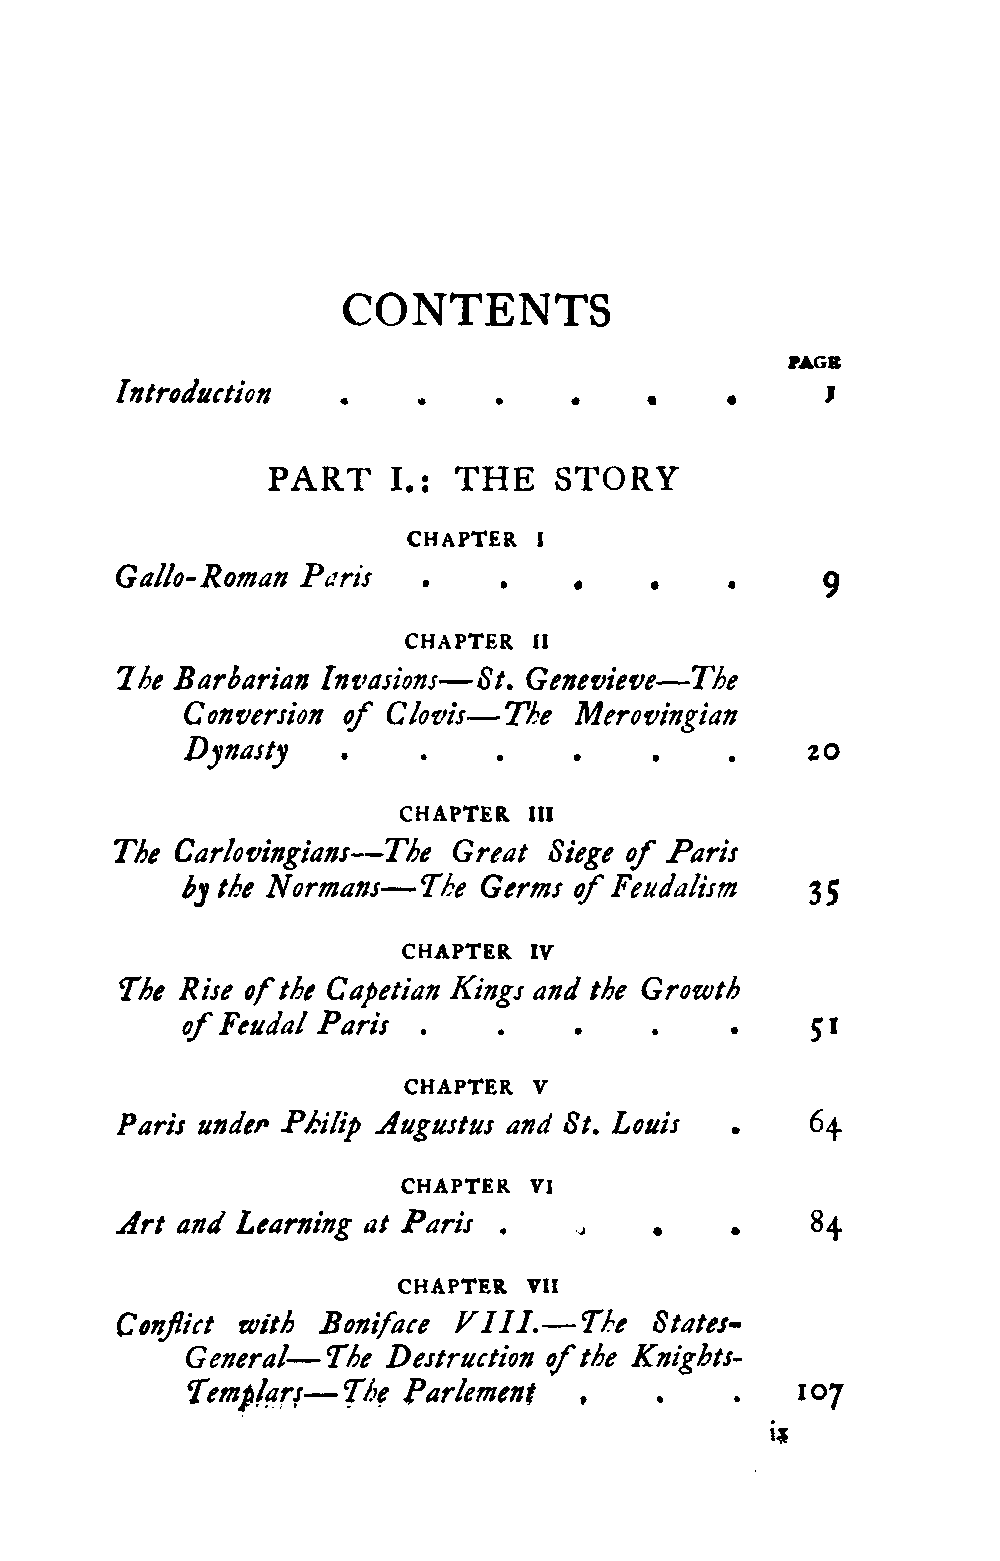 CONTENTS
PAGE
Introduction . . . . . . 1
PART I.: THE STORY
CHAPTER I
Gallo-Roman Paris . . . . . 9
CHAPTER II
The Barbarian Invasions—St. Genevieve—The
Conversion of Clovis—The Merovingian
Dynasty . . . . . . 20
CHAPTER III
The Carlovingians—The Great Siege of Paris
by the Normans—The Germs of Feudalism 35
CHAPTER IV
The Rise of the Capetian Kings and the Growth
of Feudal Paris . . . . . 51
CHAPTER V
Paris under Philip Augustus and St. Louis . 64
CHAPTER VI
Art and Learning at Paris . . . . 84
CHAPTER VII
Conflict with Boniface VIII.—The States-
General—The Destruction of the Knights-
Templars—The Parlement . . . 107
ix